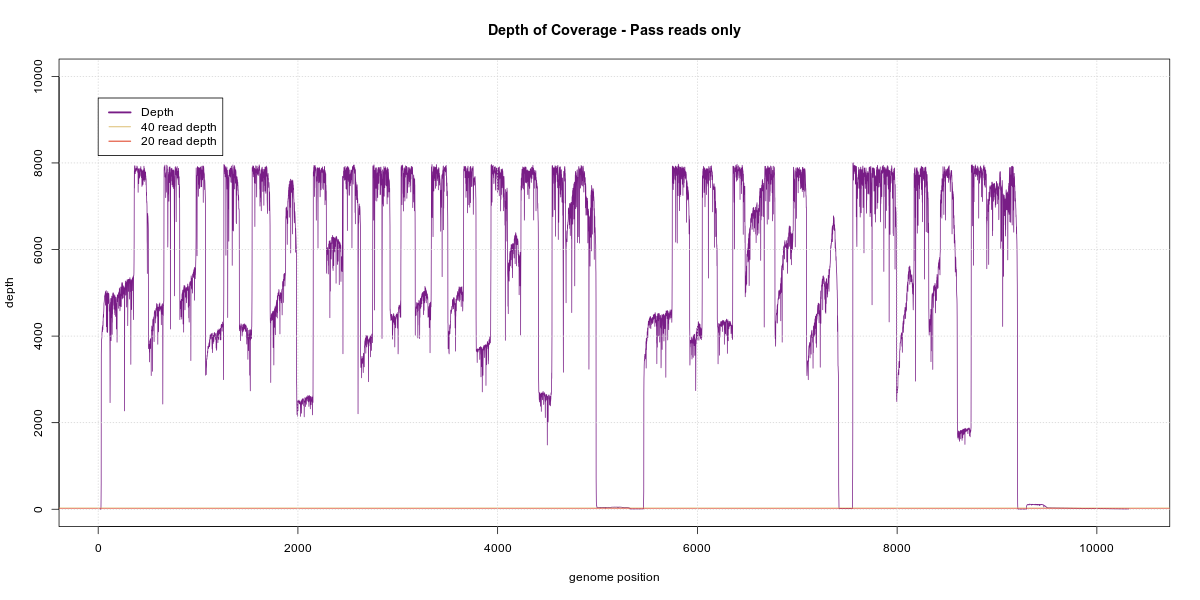 Depth of Coverage - Pass reads only
10000
8000
6000
4000
2000
0
depth
Depth
40 read depth
20 read depth
0 2000 4000 6000 8000 10000
genome position